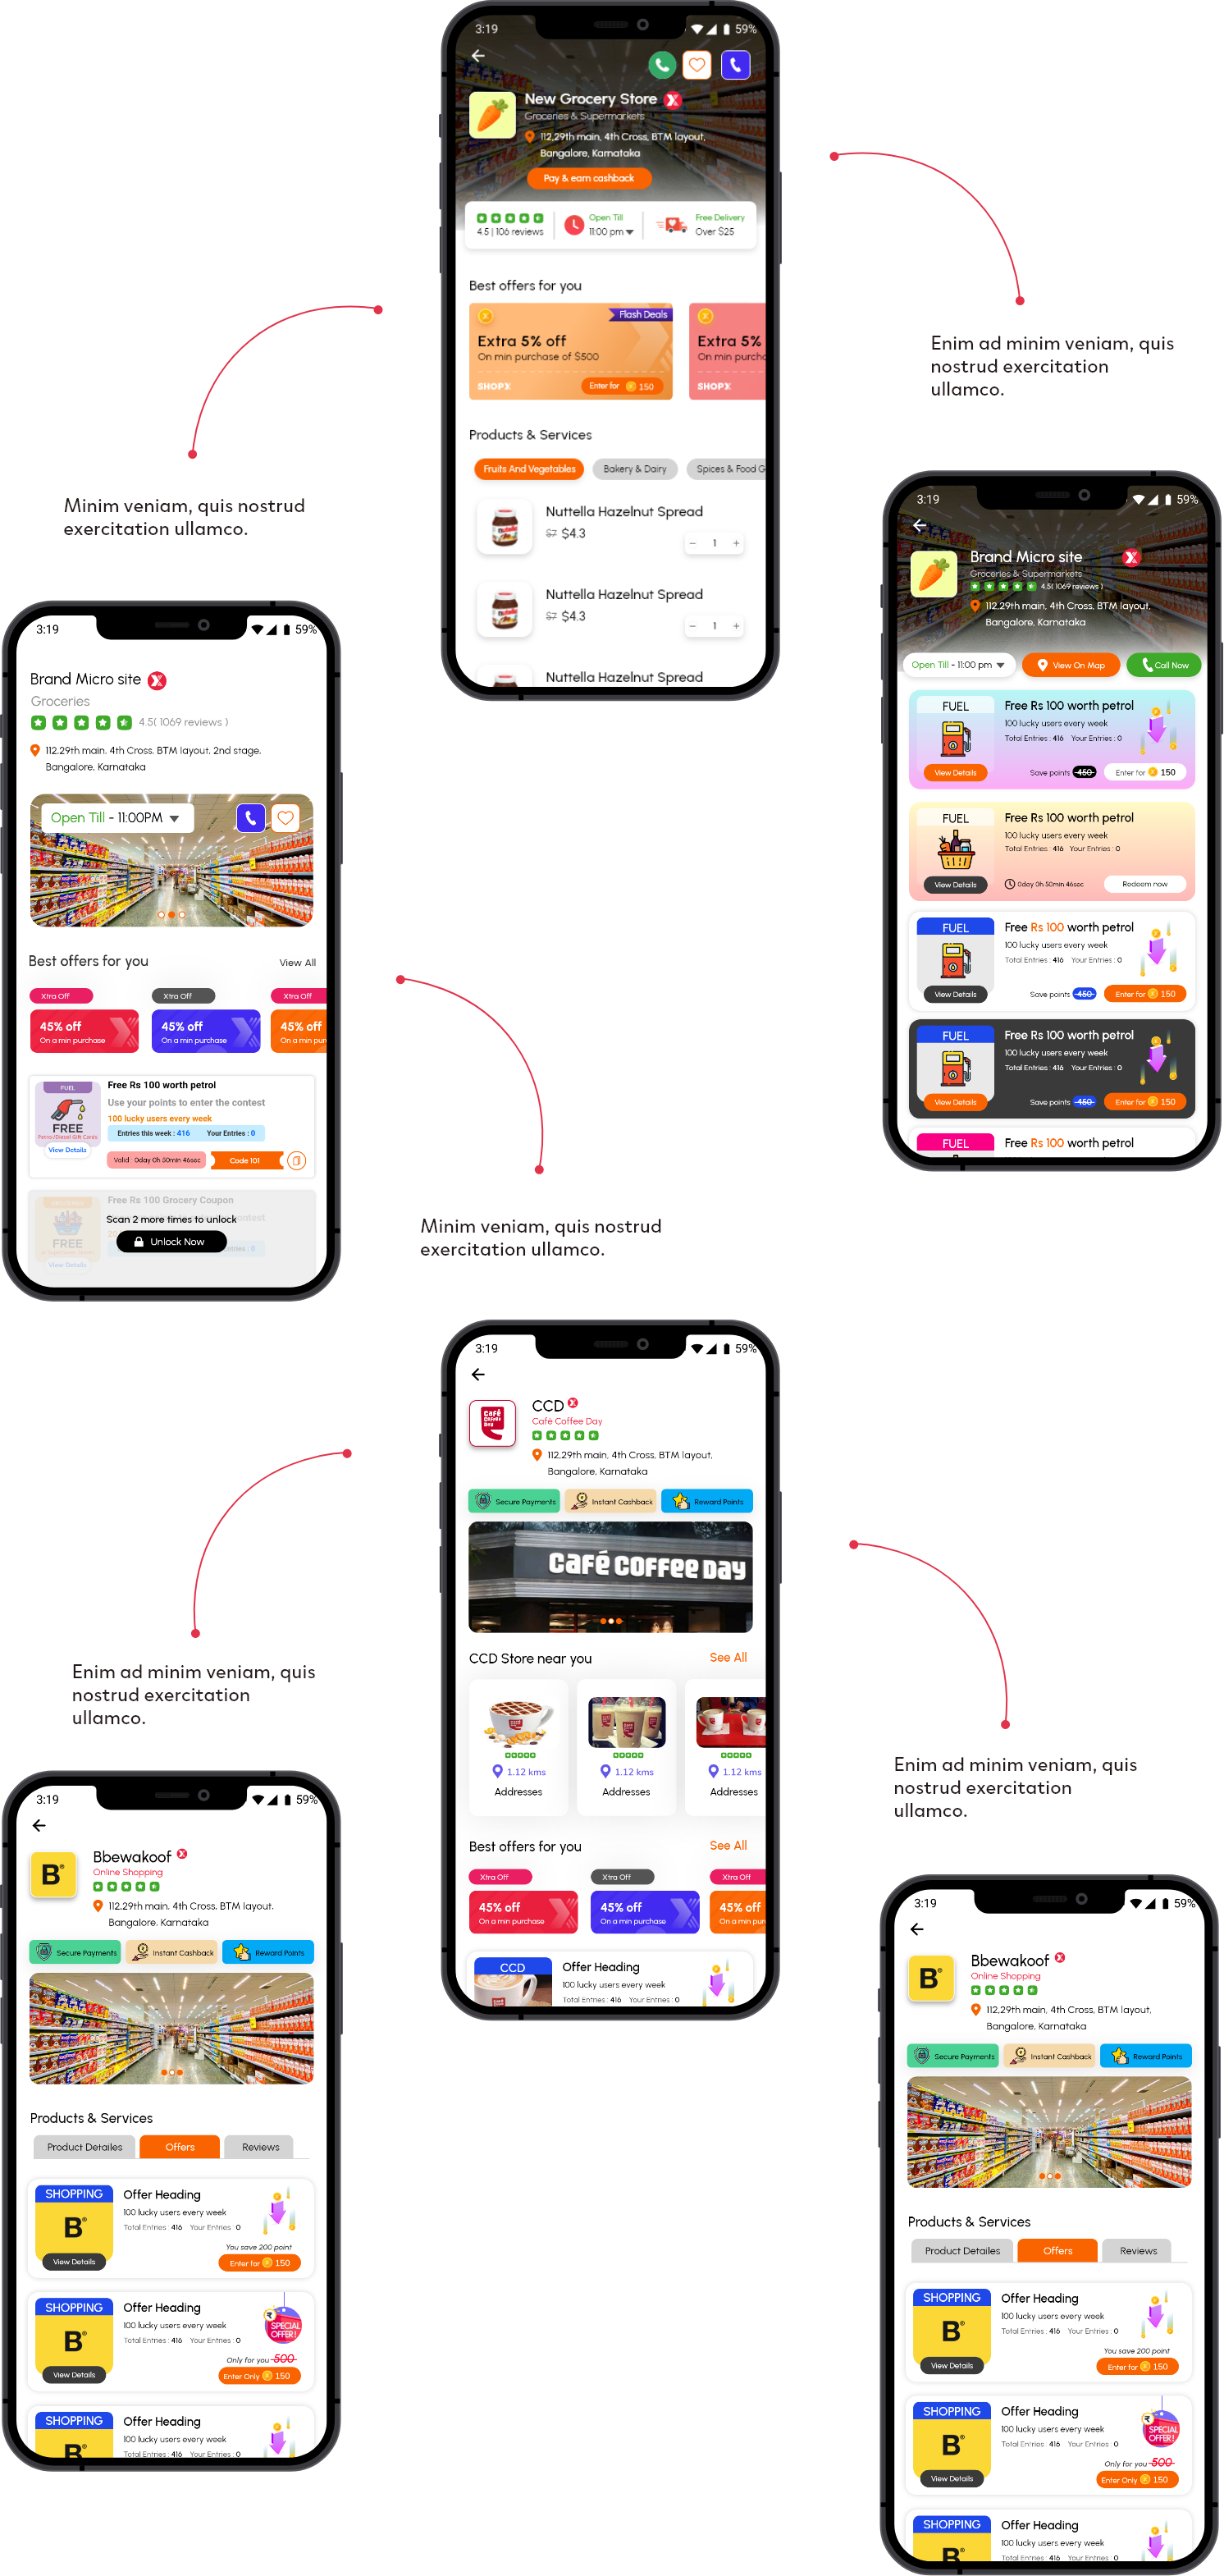 3:19
59%
New Grocery Store
Groceries & Supermarkets
112,29th main, 4th Cross, BTM layout,
Bangalore, Karnataka
Pay & earn cashback
4.5 | 106 reviews
Open Till
11:00 pm
Free Delivery
Over $25
Best offers for you
Flash Deals
Extra 5% off
On min purchase of $500
SHOPX
Enter for 150
Extra 5%
On min purcha
SHOPX
Products & Services
Fruits And Vegetables
Bakery & Dairy
Spices & Food G
Nuttella Hazelnut Spread
$7 $4.3
- 1 +
Nuttella Hazelnut Spread
$7 $4.3
- 1 +
Nuttella Hazelnut Spread
Enim ad minim veniam, quis
nostrud exercitation
ullamco.
Minim veniam, quis nostrud
exercitation ullamco.
3:19
59%
Brand Micro site
Groceries & Supermarkets
4.5( 1069 reviews )
112,29th main, 4th Cross, BTM layout,
Bangalore, Karnataka
Open Till - 11:00 pm
View On Map
Call Now
FUEL
View Details
Free Rs 100 worth petrol
100 lucky users every week
Total Entries : 416 Your Entries : 0
Save points 450
Enter for 150
FUEL
View Details
Free Rs 100 worth petrol
100 lucky users every week
Total Entries : 416 Your Entries : 0
0day 0h 50min 46sec
Redeem now
FUEL
View Details
Free Rs 100 worth petrol
100 lucky users every week
Total Entries : 416 Your Entries : 0
Save points 450
Enter for 150
FUEL
View Details
Free Rs 100 worth petrol
100 lucky users every week
Total Entries : 416 Your Entries : 0
Save points 450
Enter for 150
FUEL
Free Rs 100 worth petrol
3:19
59%
Brand Micro site
Groceries
4.5( 1069 reviews )
112,29th main, 4th Cross, BTM layout, 2nd stage,
Bangalore, Karnataka
Open Till - 11:00PM
Best offers for you
View All
Xtra Off
45% off
On a min purchase
Xtra Off
45% off
On a min purchase
Xtra Off
45% off
On a min pur
FUEL
FREE
Petrol/Diesel Gift Cards
View Details
Free Rs 100 worth petrol
Use your points to enter the contest
100 lucky users every week
Entries this week : 416 Your Entries : 0
Valid : 0day 0h 50min 46sec
Code 101
FREE
View Details
Free Rs 100 Grocery Coupon
ontest
Scan 2 more times to unlock
Entries : 0
Unlock Now
Minim veniam, quis nostrud
exercitation ullamco.
3:19
59%
Café
Coffee
Day
CCD
Café Coffee Day
112,29th main, 4th Cross, BTM layout,
Bangalore, Karnataka
Secure Payments
Instant Cashback
Reward Points
Café Coffee Day
CCD Store near you
See All
1.12 kms
Addresses
1.12 kms
Addresses
1.12 kms
Addresses
Best offers for you
See All
Xtra Off
45% off
On a min purchase
Xtra Off
45% off
On a min purchase
Xtra Off
45% off
On a min pur
CCD
Offer Heading
100 lucky users every week
Total Entries : 416 Your Entries : 0
Enim ad minim veniam, quis
nostrud exercitation
ullamco.
Enim ad minim veniam, quis
nostrud exercitation
ullamco.
3:19
59%
B®
Bbewakoof
Online Shopping
112,29th main, 4th Cross, BTM layout,
Bangalore, Karnataka
Secure Payments
Instant Cashback
Reward Points
Products & Services
Product Detailes
Offers
Reviews
SHOPPING
B®
View Details
Offer Heading
100 lucky users every week
Total Entries : 416 Your Entries : 0
You save 200 point
Enter for 150
SHOPPING
B®
View Details
Offer Heading
100 lucky users every week
Total Entries : 416 Your Entries : 0
SPECIAL
OFFER!
Only for you 500
Enter Only 150
SHOPPING
B®
Offer Heading
100 lucky users every week
Total Entries : 416 Your Entries : 0
3:19
59%
B®
Bbewakoof
Online Shopping
112,29th main, 4th Cross, BTM layout,
Bangalore, Karnataka
Secure Payments
Instant Cashback
Reward Points
Products & Services
Product Detailes
Offers
Reviews
SHOPPING
B®
View Details
Offer Heading
100 lucky users every week
Total Entries : 416 Your Entries : 0
You save 200 point
Enter for 150
SHOPPING
B®
View Details
Offer Heading
100 lucky users every week
Total Entries : 416 Your Entries : 0
SPECIAL
OFFER!
Only for you 500
Enter Only 150
SHOPPING
B®
Offer Heading
100 lucky users every week
Total Entries : 416 Your Entries : 0